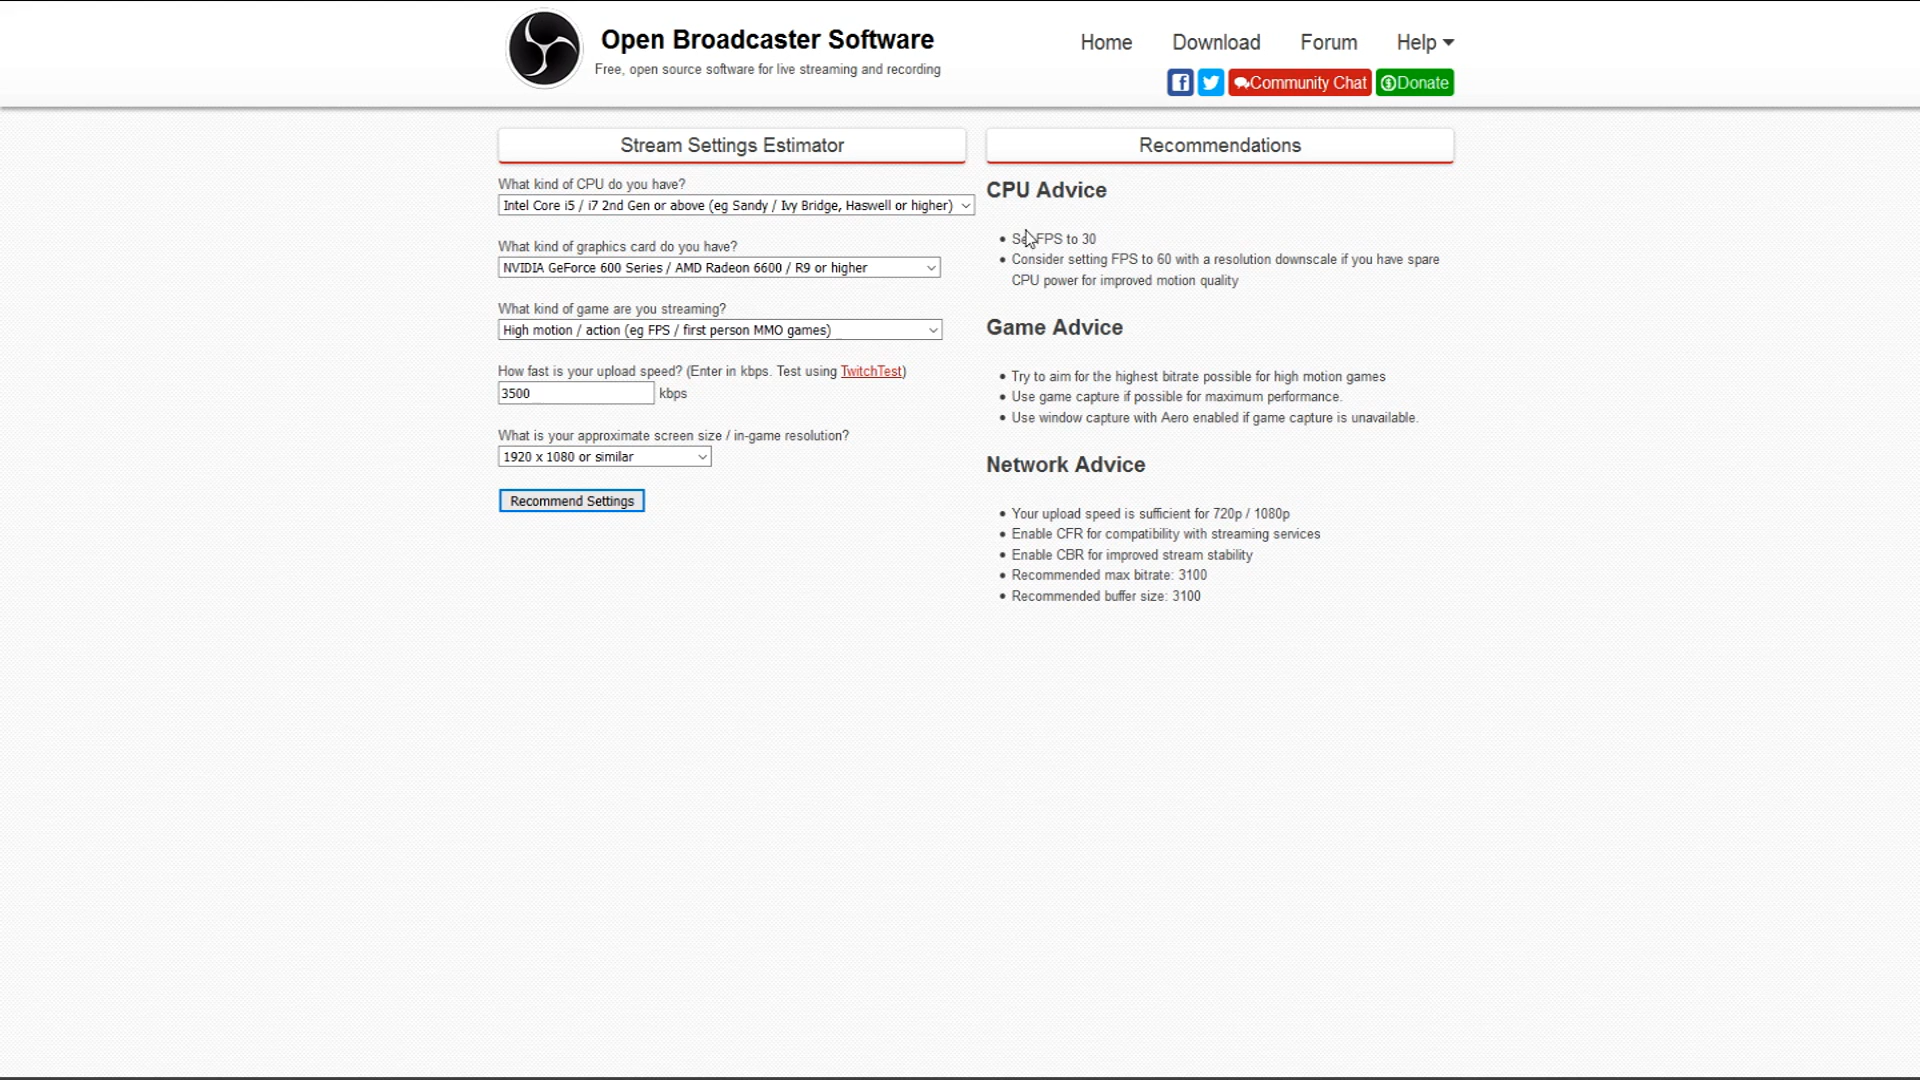 Open Broadcaster Software
Free, open source software for live streaming and recording
Home Download Forum Help
Community Chat Donate
Stream Settings Estimator
What kind of CPU do you have?
Intel Core i5 / i7 2nd Gen or above (eg Sandy / Ivy Bridge, Haswell or higher)
What kind of graphics card do you have?
NVIDIA GeForce 600 Series / AMD Radeon 6600 / R9 or higher
What kind of game are you streaming?
High motion / action (eg FPS / first person MMO games)
How fast is your upload speed? (Enter in kbps. Test using TwitchTest)
3500 kbps
What is your approximate screen size / in-game resolution?
1920 x 1080 or similar
Recommend Settings
Recommendations
CPU Advice
Set FPS to 30
Consider setting FPS to 60 with a resolution downscale if you have spare
CPU power for improved motion quality
Game Advice
Try to aim for the highest bitrate possible for high motion games
Use game capture if possible for maximum performance.
Use window capture with Aero enabled if game capture is unavailable.
Network Advice
Your upload speed is sufficient for 720p / 1080p
Enable CFR for compatibility with streaming services
Enable CBR for improved stream stability
Recommended max bitrate: 3100
Recommended buffer size: 3100